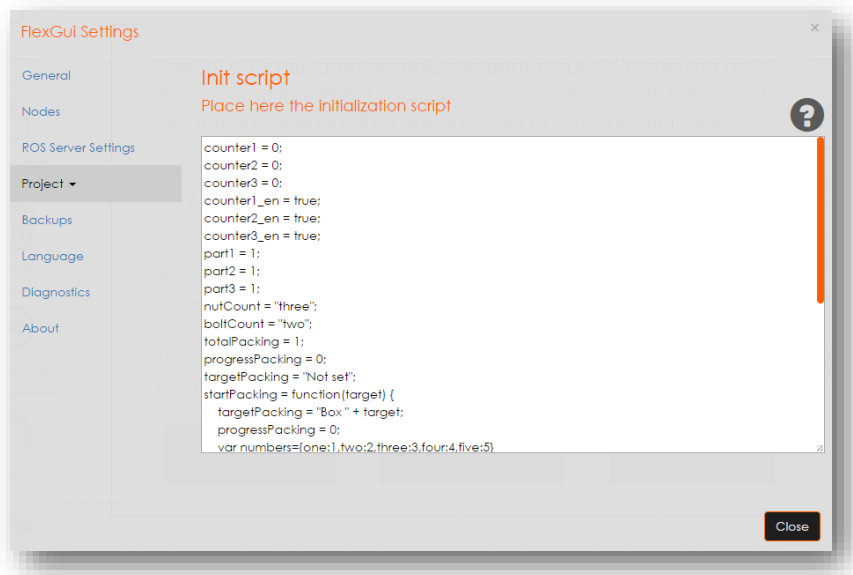 FlexGui Settings
×
General
Nodes
ROS Server Settings
Project
Backups
Language
Diagnostics
About
Init script
Place here the initialization script
?
counter1 = 0;
counter2 = 0;
counter3 = 0;
counter1_en = true;
counter2_en = true;
counter3_en = true;
part1 = 1;
part2 = 1;
part3 = 1;
nutCount = "three";
boltCount = "two";
totalPacking = 1;
progressPacking = 0;
targetPacking = "Not set";
startPacking = function(target) {
targetPacking = "Box " + target;
progressPacking = 0;
var numbers={one:1,two:2,three:3,four:4,five:5}
Close